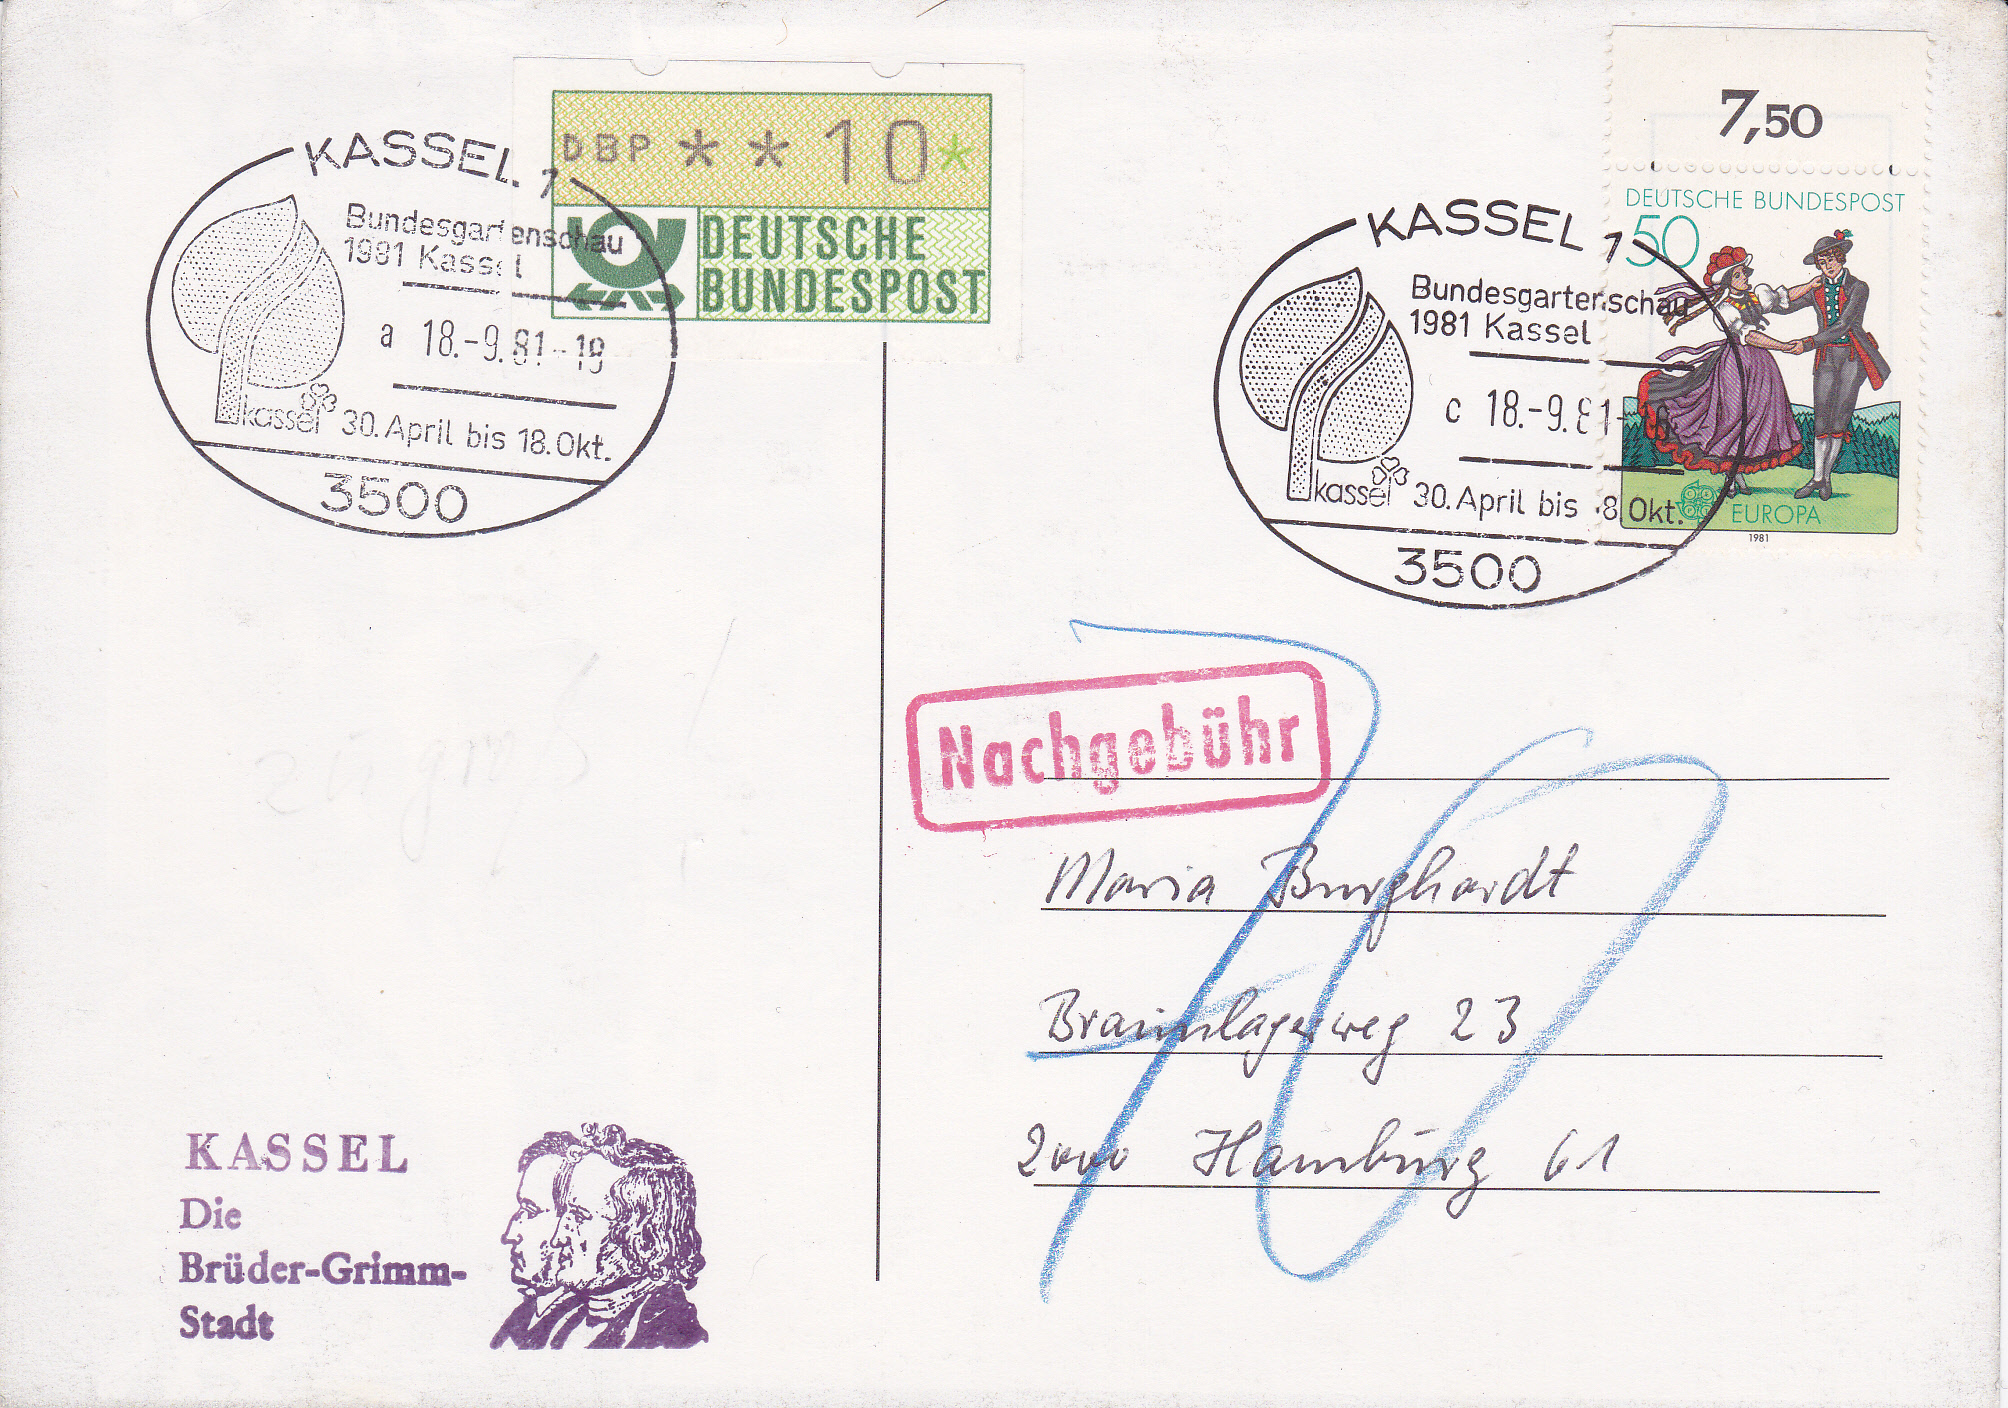 7,50
DBP ** 10*
DEUTSCHE
BUNDESPOST
KASSEL 1
Bundesgartenschau
1981 Kassel
a 18.-9.81-19
kassel 30. April bis 18. Okt.
3500
DEUTSCHE BUNDESPOST
50
EUROPA
1981
KASSEL 1
Bundesgartenschau
1981 Kassel
c 18.-9.81-
kassel 30. April bis 18. Okt.
3500
Nachgebühr
70
Maria Burghardt
Braunlagerweg 23
2000 Hamburg 61
KASSEL
Die
Brüder-Grimm-
Stadt